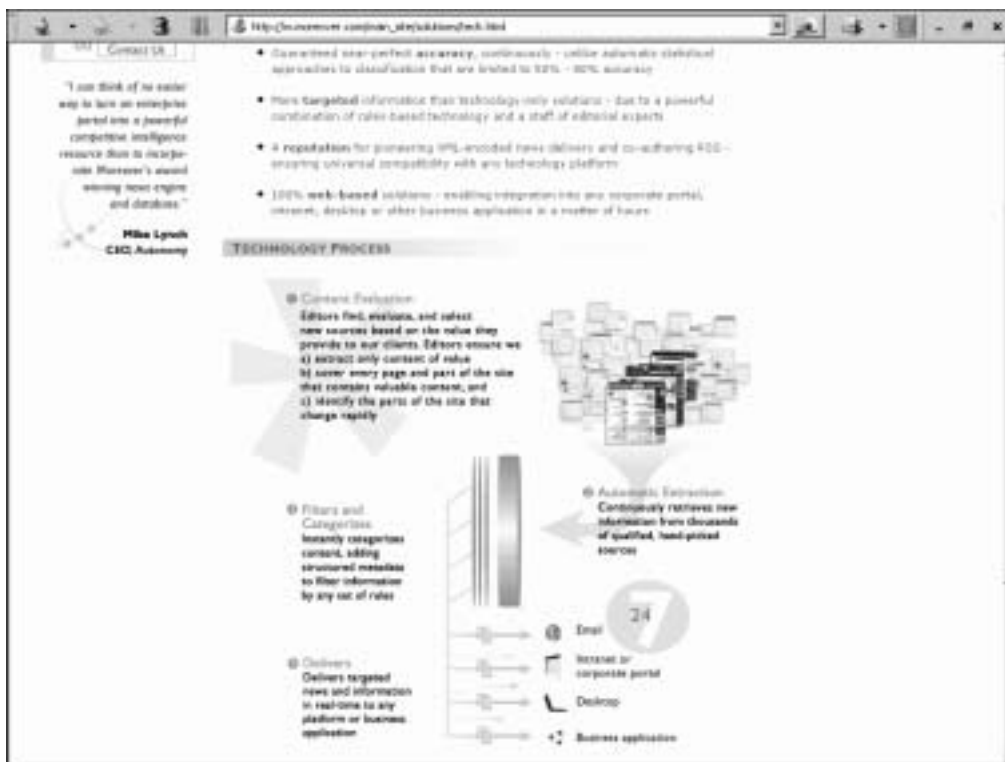 Contact Us
"I can think of no easier
way to turn an enterprise
portal into a powerful
competitive intelligence
resource than to incorpo-
rate Moreover's award
winning news engine
and database."
Mike Lynch
CEO, Autonomy
• Guaranteed near-perfect accuracy, continuously - unlike automatic statistical
approaches to classification that are limited to 50% - 80% accuracy
• More targeted information than technology-only solutions - due to a powerful
combination of rules-based technology and a staff of editorial experts
• A reputation for pioneering XML-encoded news delivery and co-authoring RSS -
ensuring universal compatibility with any technology platform
• 100% web-based solutions - enabling integration into any corporate portal,
intranet, desktop or other business application in a matter of hours
TECHNOLOGY PROCESS
Content Evaluation
Editors find, evaluate, and select
new sources based on the value they
provide to our clients. Editors ensure we
a) extract only content of value
b) cover every page and part of the site
that contains valuable content, and
c) identify the parts of the site that
change rapidly
Automatic Extraction
Continuously retrieves new
information from thousands
of qualified, hand-picked
sources
Filters and
Categorizes
Instantly categorizes
content, adding
structured metadata
to filter information
by any set of rules
24
7
Delivers
Delivers targeted
news and information
in real-time to any
platform or business
application
Email
Intranet or
corporate portal
Desktop
Business application